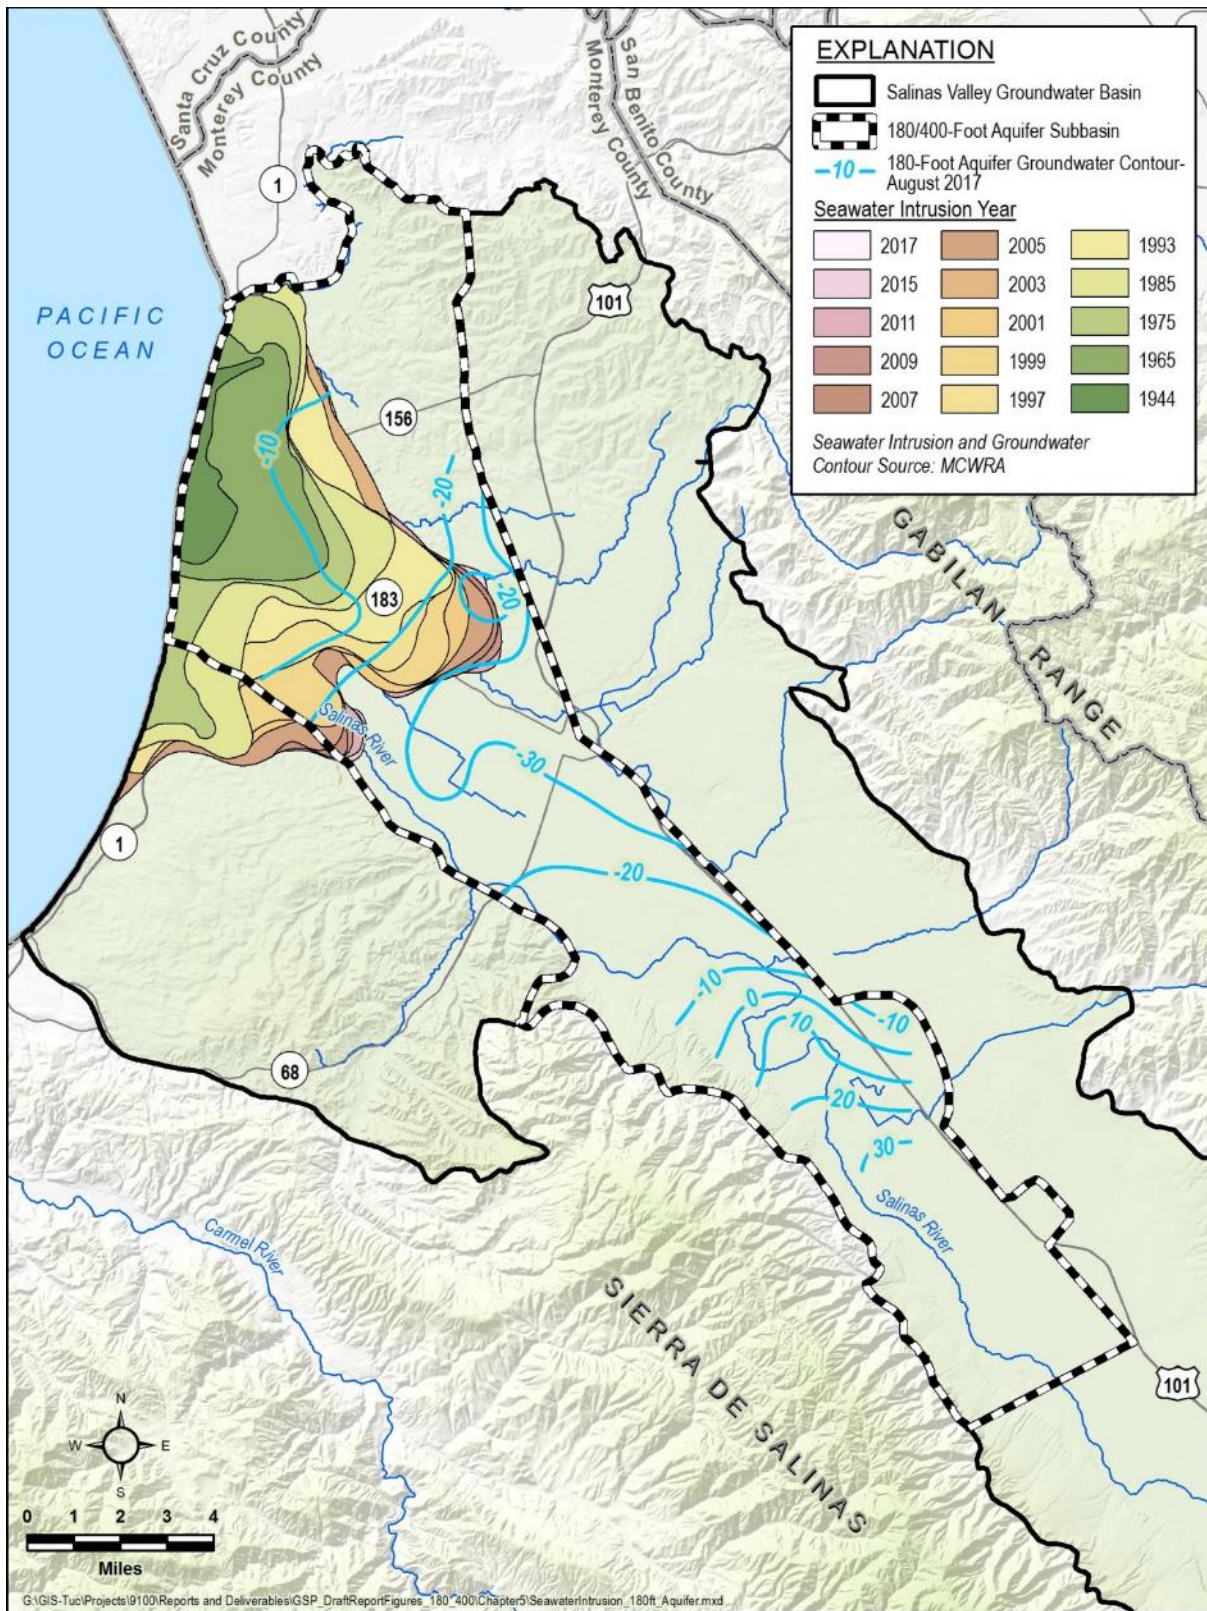 Santa Cruz County
Monterey County
San Benito County
Monterey County
EXPLANATION
Salinas Valley Groundwater Basin
180/400-Foot Aquifer Subbasin
-10
180-Foot Aquifer Groundwater Contour-
August 2017
Seawater Intrusion Year
2017
2015
2011
2009
2007
2005
2003
2001
1999
1997
1993
1985
1975
1965
1944
Seawater Intrusion and Groundwater
Contour Source: MCWRA
1
101
PACIFIC
OCEAN
156
-10
-20
183
-20
GABILAN RANGE
Salinas River
-30
1
-20
-10
0
10
-10
68
20
30
Salinas River
Carmel River
SIERRA DE SALINAS
101
N
W
E
S
0 1 2 3 4
Miles
G:\GIS-Tuc\Projects\9100\Reports and Deliverables\GSP_DraftReportFigures_180_400\Chapter5\SeawaterIntrusion_180ft_Aquifer.mxd